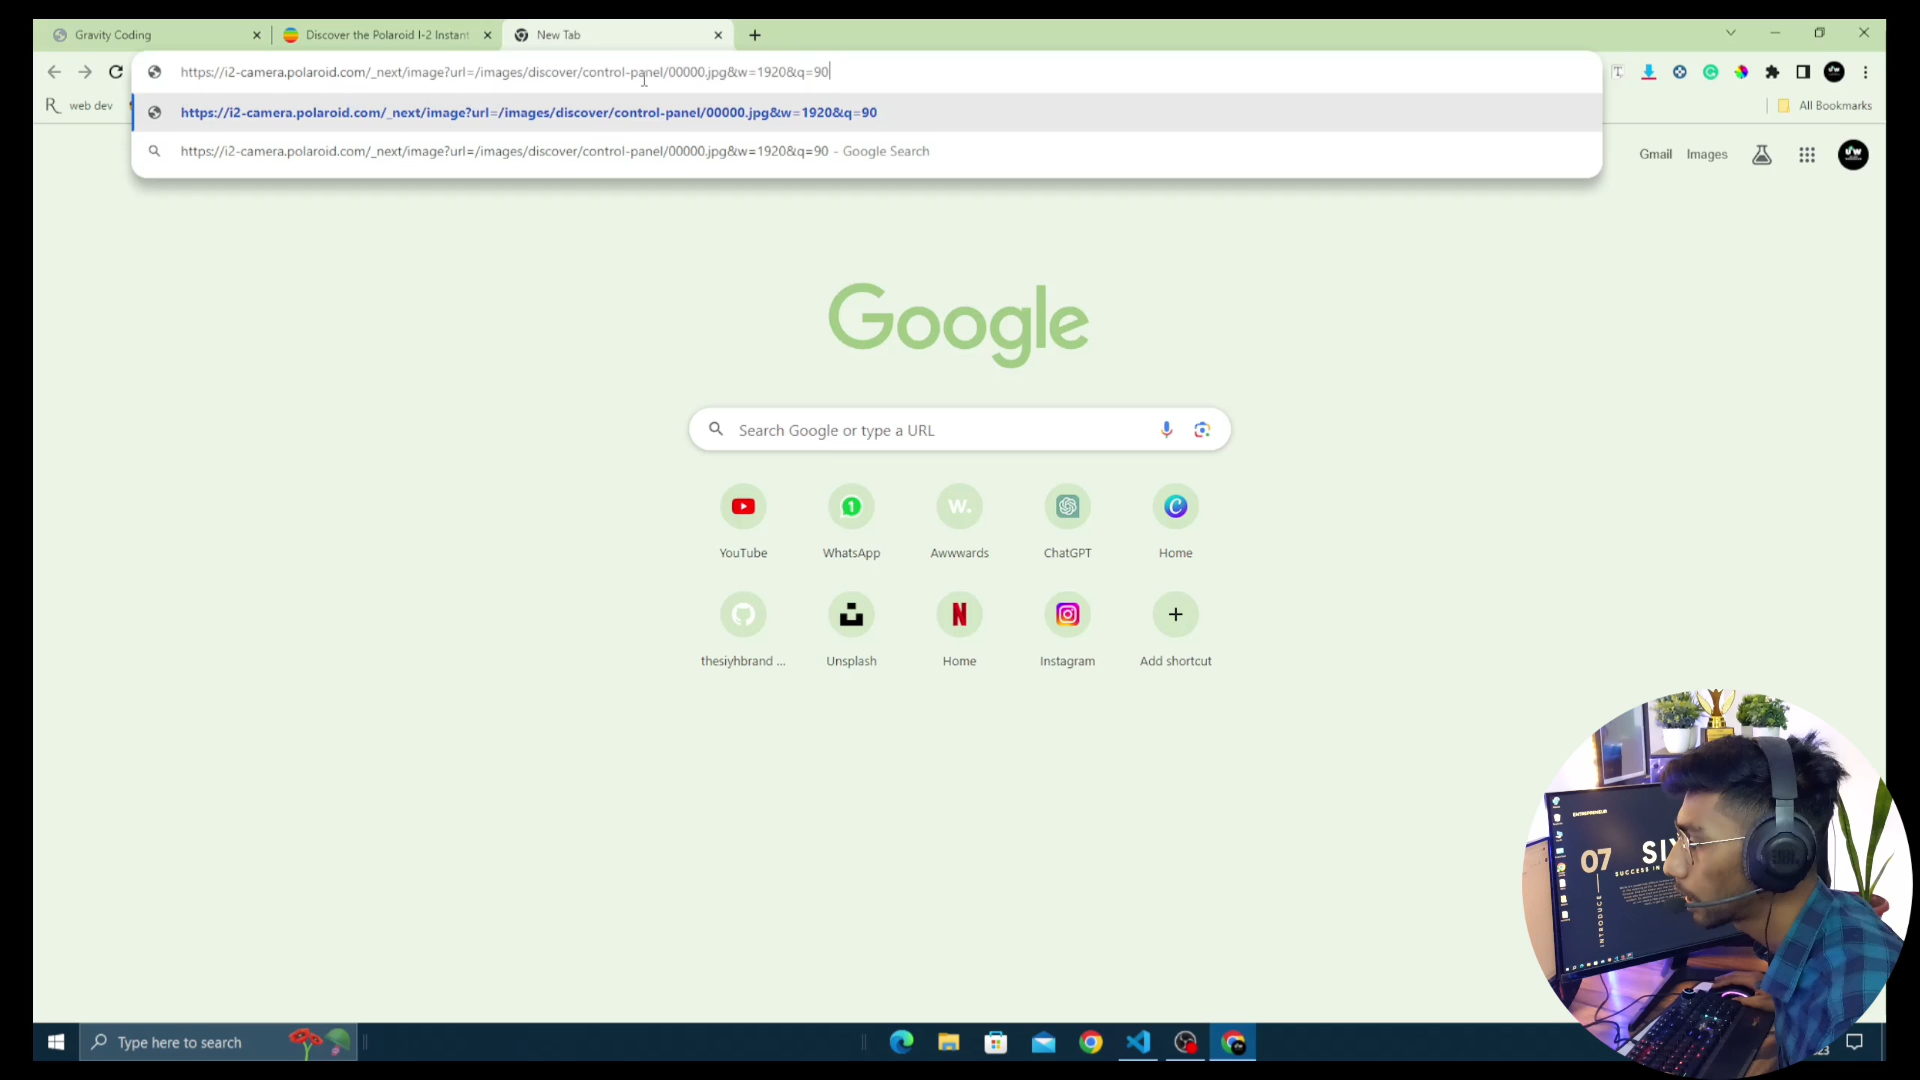 Gravity Coding
Discover the Polaroid I-2 Instant
New Tab
https://i2-camera.polaroid.com/_next/image?url=/images/discover/control-panel/00000.jpg&w=1920&q=90
https://i2-camera.polaroid.com/_next/image?url=/images/discover/control-panel/00000.jpg&w=1920&q=90
https://i2-camera.polaroid.com/_next/image?url=/images/discover/control-panel/00000.jpg&w=1920&q=90 - Google Search
web dev
All Bookmarks
Gmail Images
Google
Search Google or type a URL
YouTube
WhatsApp
Awwwards
ChatGPT
Home
thesiyhbrand ...
Unsplash
Home
Instagram
Add shortcut
ENTREPRENEUR
07
SUCCESS IN
INTRODUCE
Type here to search